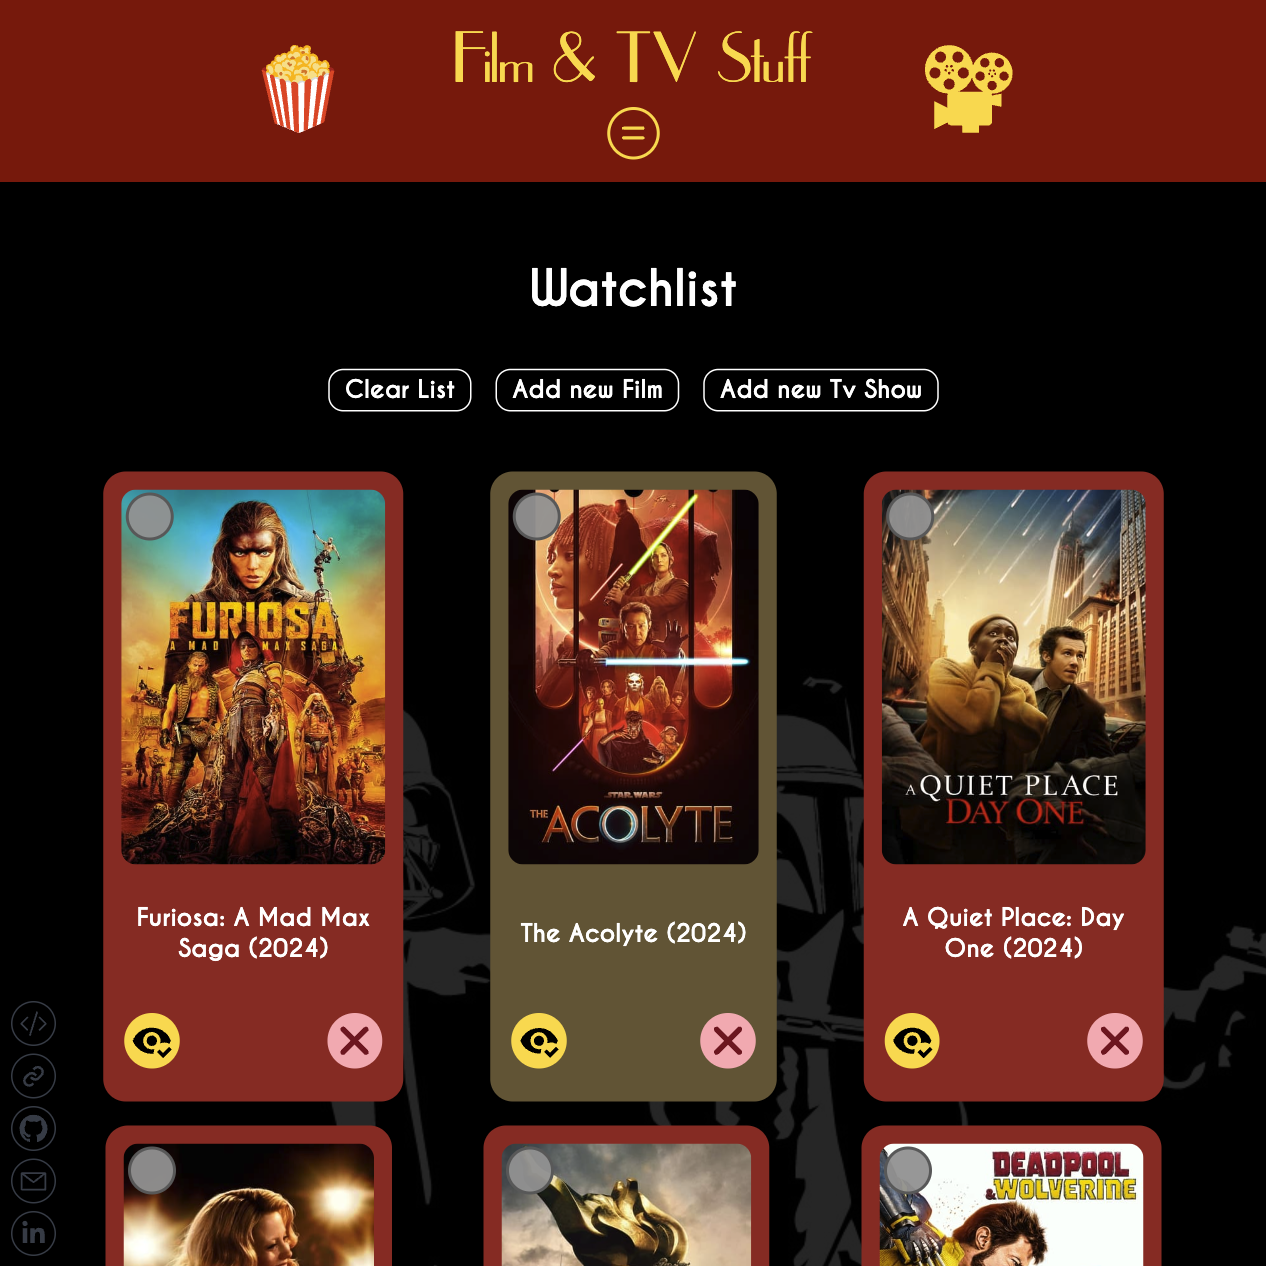 Film & TV Stuff
Watchlist
Clear List
Add new Film
Add new Tv Show
FURIOSA
A MAD MAX SAGA
STAR WARS
THE ACOLYTE
A QUIET PLACE
DAY ONE
Furiosa: A Mad Max
Saga (2024)
The Acolyte (2024)
A Quiet Place: Day
One (2024)
in
DEADPOOL
& WOLVERINE